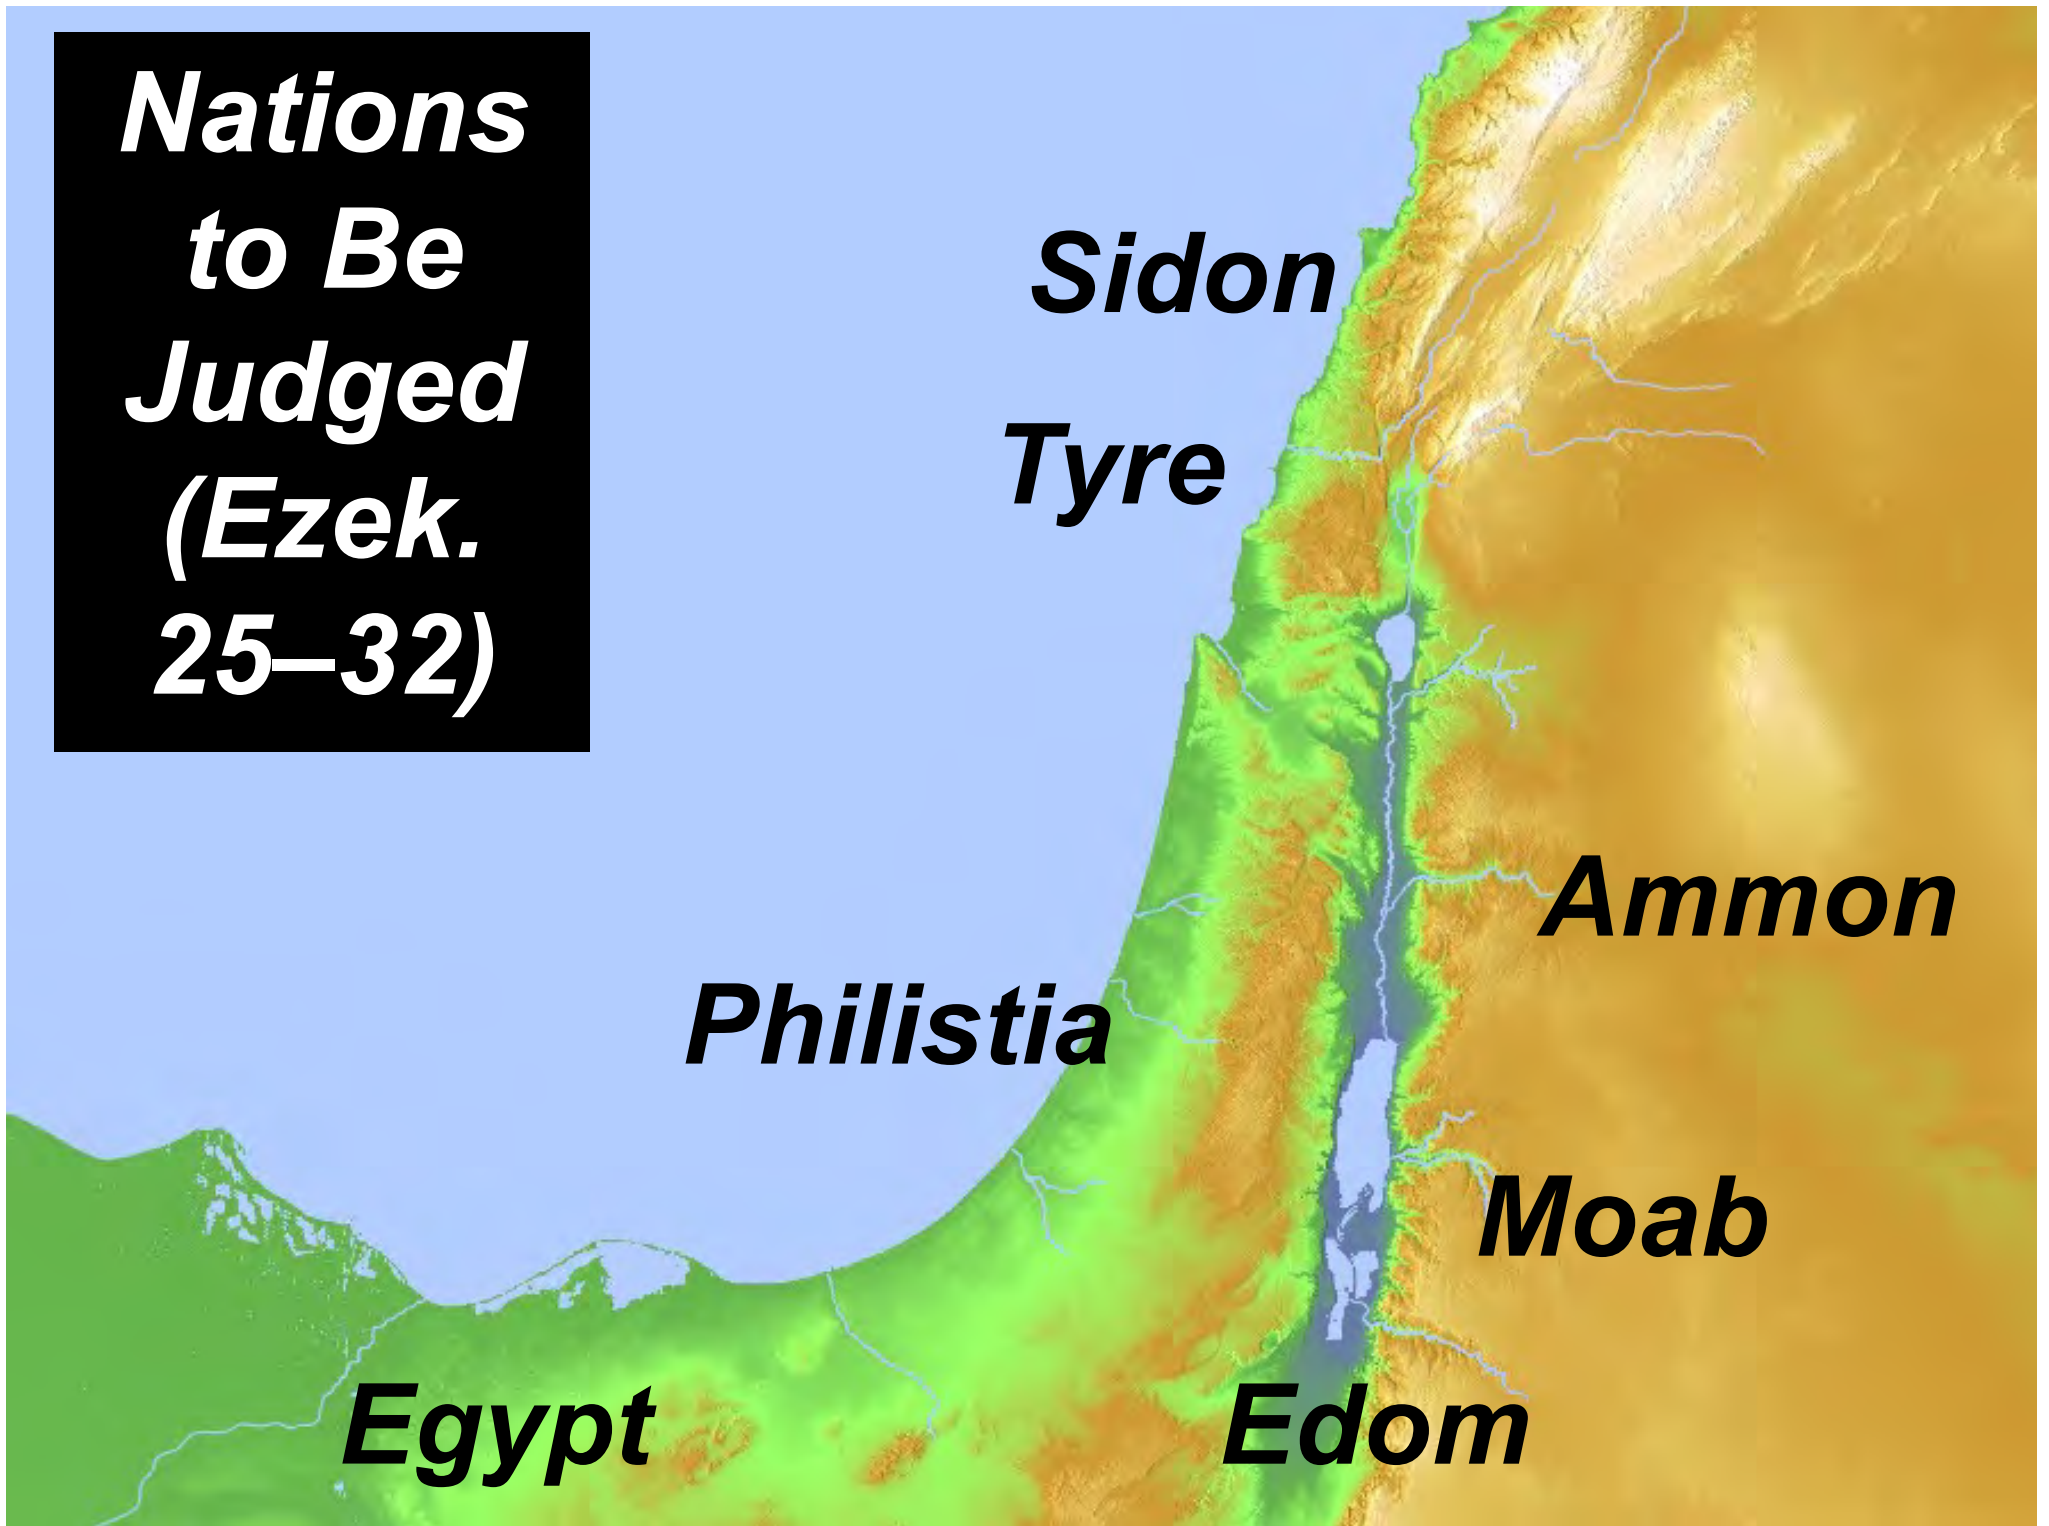 Nations
to Be
Judged
(Ezek.
25–32)
Sidon
Tyre
Ammon
Philistia
Moab
Egypt
Edom